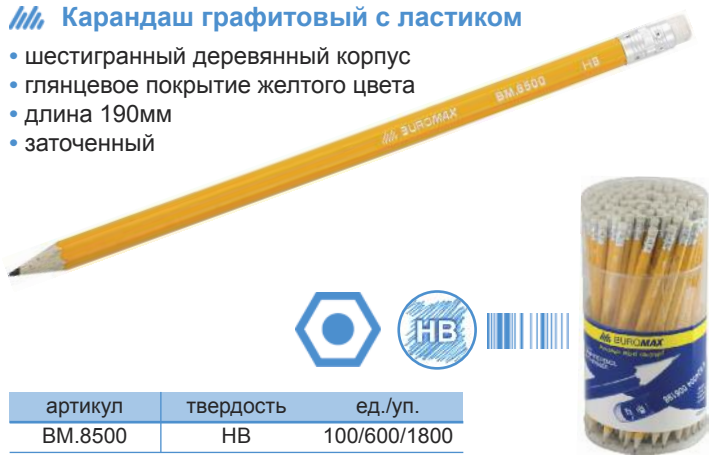 Карандаш графитовый с ластиком
• шестигранный деревянный корпус
• глянцевое покрытие желтого цвета
• длина 190мм
• заточенный
BUROMAX BM.8500 HB
HB
BUROMAX
артикул твердость ед./уп.
BM.8500 HB 100/600/1800